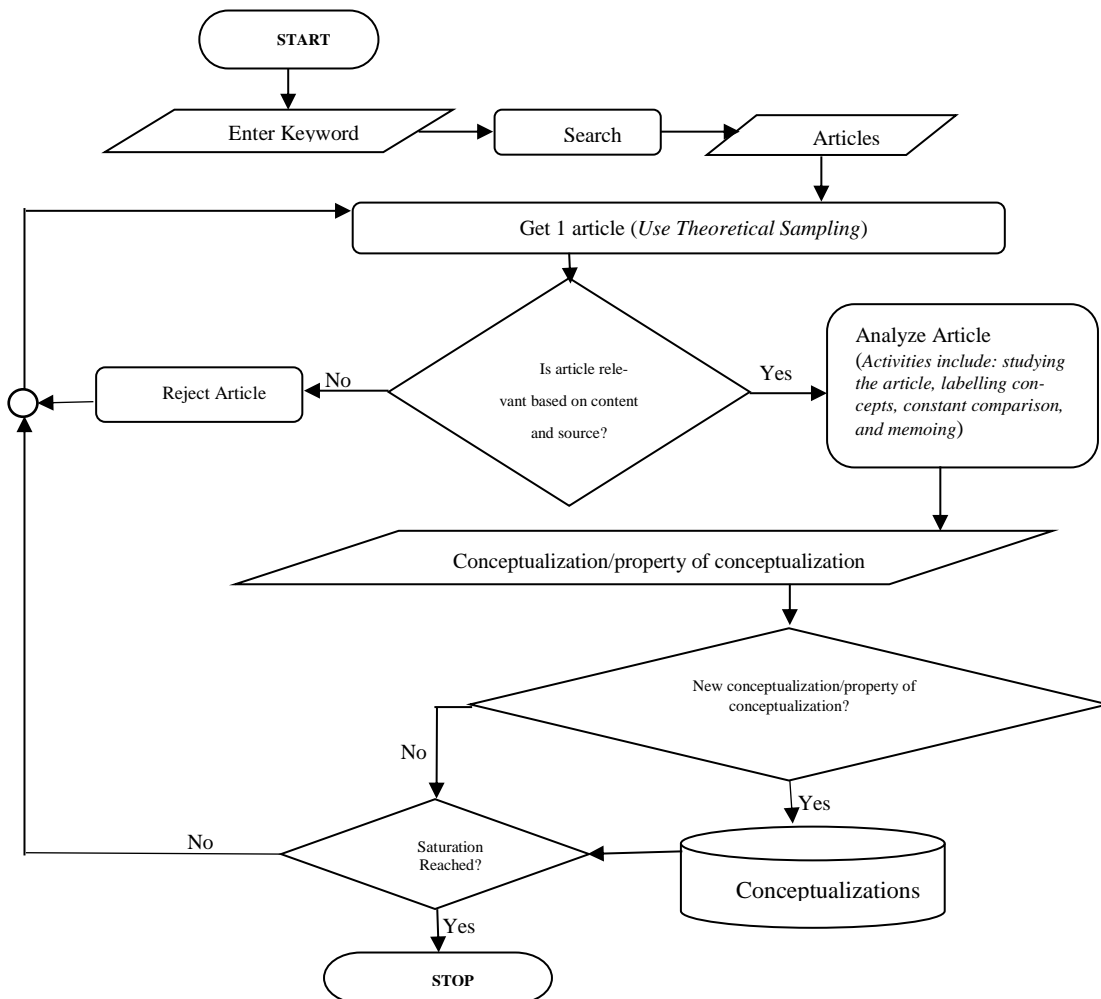 START
Enter Keyword
Search
Articles
Get 1 article (Use Theoretical Sampling)
Is article rele-
vant based on content
and source?
No
Reject Article
Yes
Analyze Article
(Activities include: studying
the article, labelling con-
cepts, constant comparison,
and memoing)
Conceptualization/property of conceptualization
New conceptualization/property of
conceptualization?
No
Yes
Conceptualizations
Saturation
Reached?
No
Yes
STOP